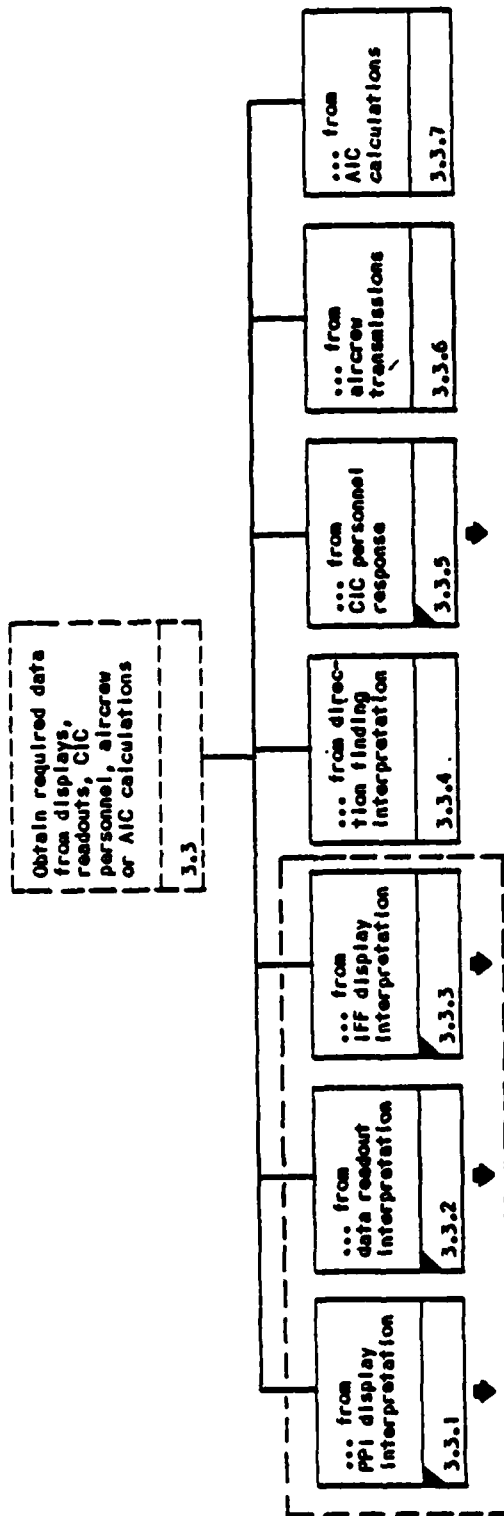 Obtain required data
from displays,
readouts, CIC
personnel, aircrew
or AIC calculations
3.3
... from
PPI display
interpretation
3.3.1
... from
data readout
interpretation
3.3.2
... from
IFF display
interpretation
3.3.3
... from direc-
tion finding
interpretation
3.3.4
... from
CIC personnel
response
3.3.5
... from
aircrew
transmissions
3.3.6
... from
AIC
calculations
3.3.7